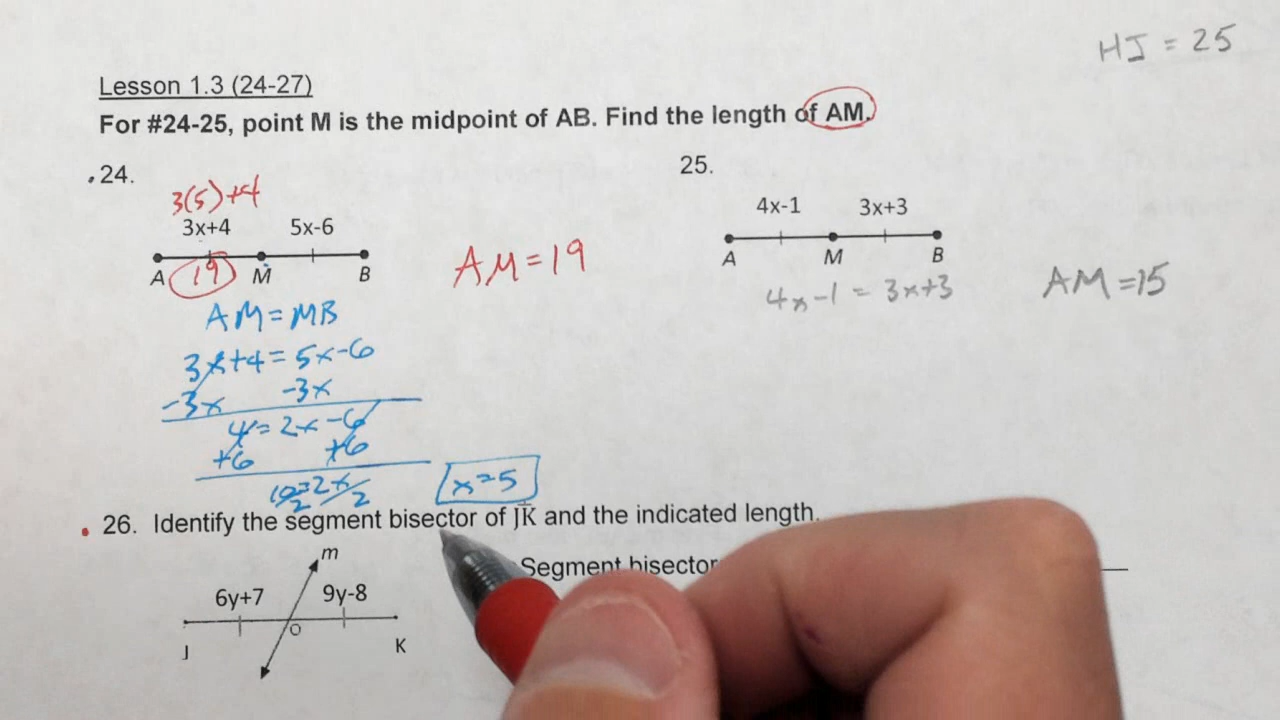 HJ = 25
Lesson 1.3 (24-27)
For #24-25, point M is the midpoint of AB. Find the length of AM.
24.
25.
3(5)+4
3x+4
5x-6
4x-1
3x+3
A
19
M
B
AM=19
A
M
B
4x-1 = 3x+3
AM=15
AM=MB
3x+4=5x-6
-3x -3x
4=2x-6
+6 +6
10=2x
2 2
x=5
26. Identify the segment bisector of JK and the indicated length.
m
Segment bisector
6y+7
9y-8
O
J
K